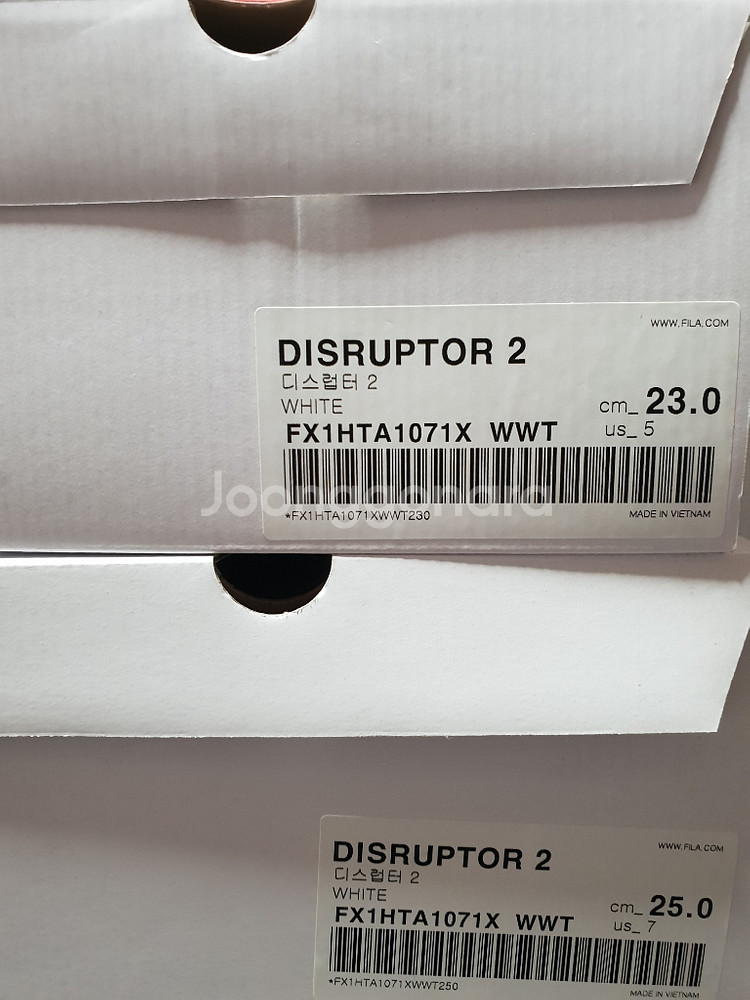 WWW.FILA.COM
DISRUPTOR 2
디스럽터 2
WHITE
cm_ 23.0
FX1HTA1071X WWT
us_ 5
Joonggonara
*FX1HTA1071XWWT230
MADE IN VIETNAM
WWW.FILA.COM
DISRUPTOR 2
디스럽터 2
WHITE
cm_ 25.0
FX1HTA1071X WWT
us_ 7
*FX1HTA1071XWWT250
MADE IN VIETNAM